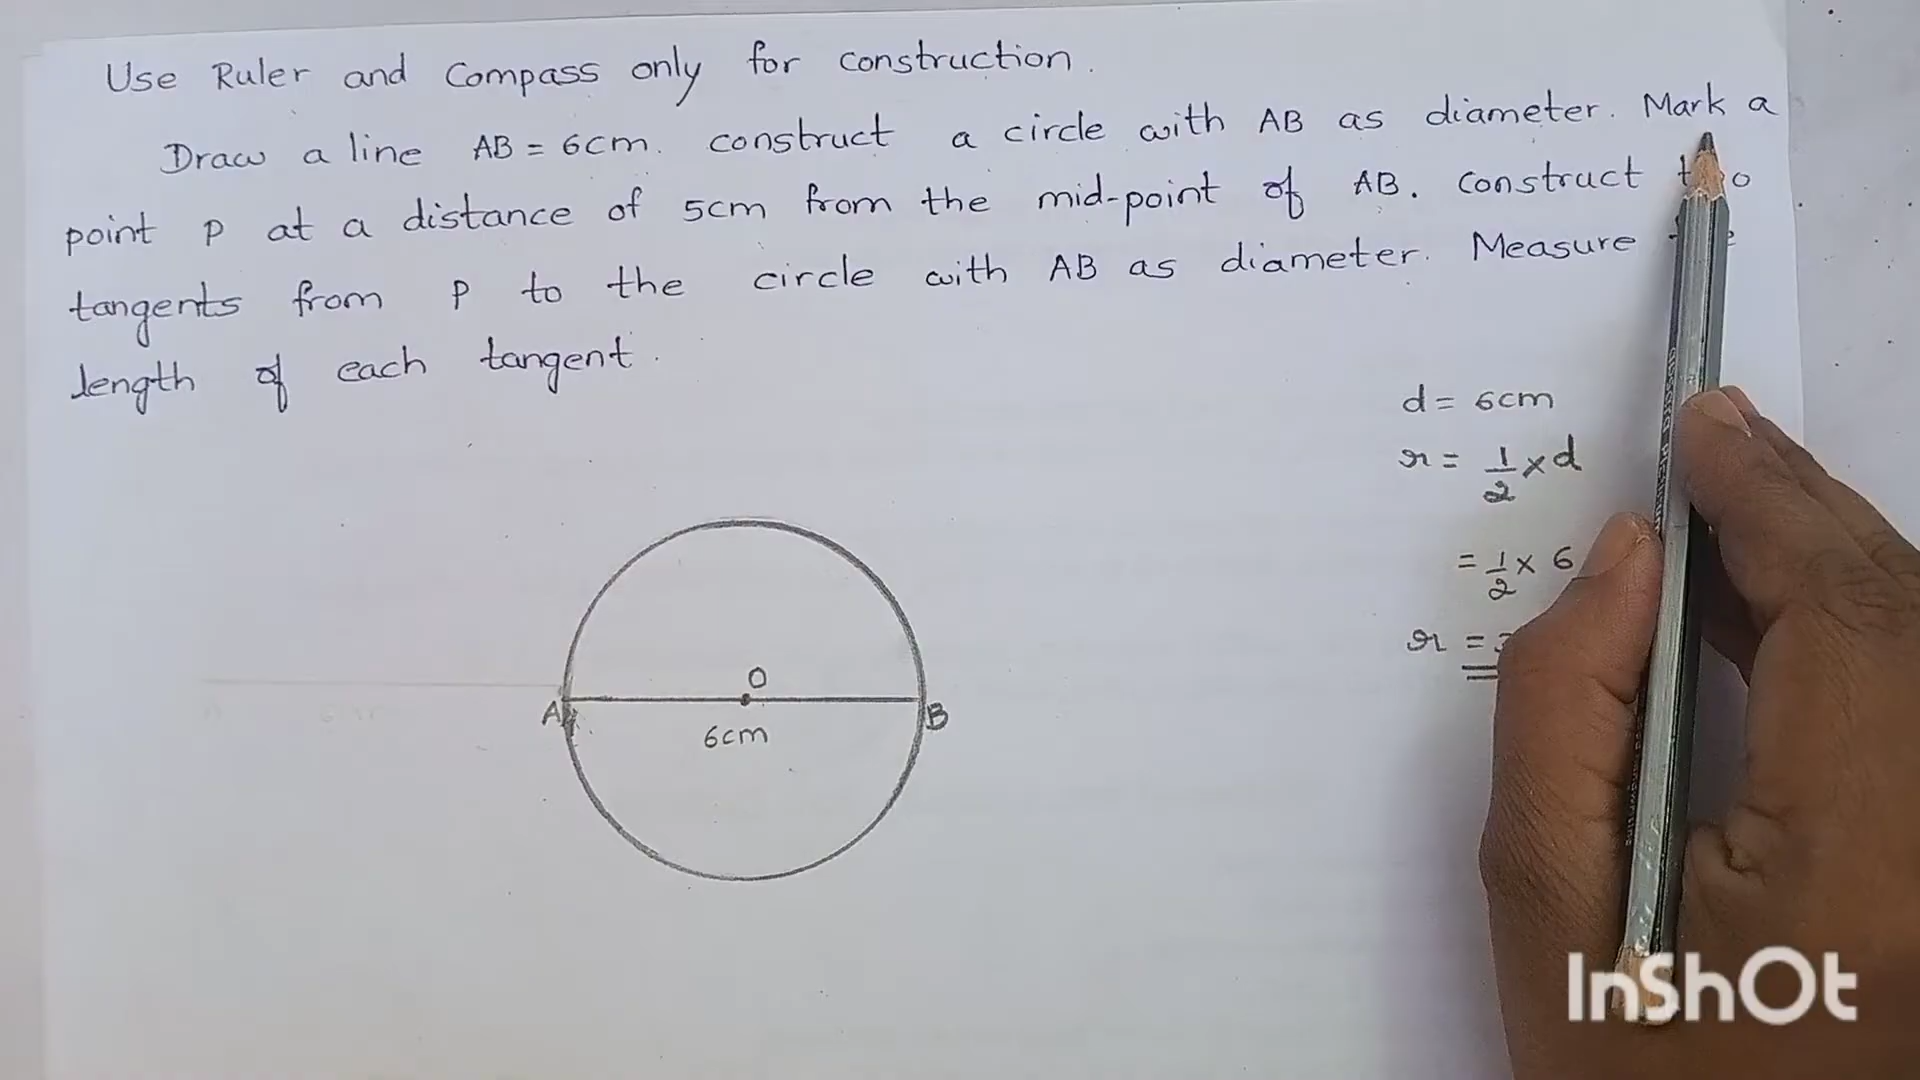 Use Ruler and Compass only for construction.
Draw a line AB = 6cm. construct a circle with AB as diameter. Mark a
point P at a distance of 5cm from the mid-point of AB. Construct
tangents from P to the circle with AB as diameter. Measure
length of each tangent.
d = 6cm
r = 1/2 × d
= 1/2 × 6
r =
O
A B
6cm
InShOt